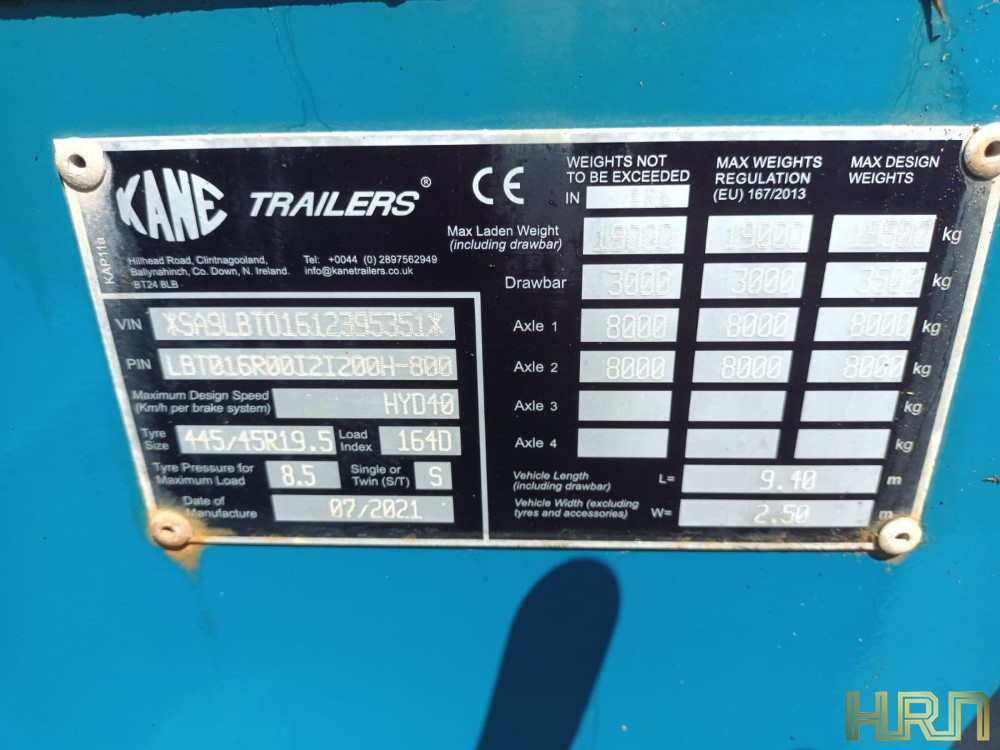 KANE TRAILERS®
CE
KAP11a
Hillhead Road, Clintnagooland,
Ballynahinch, Co. Down, N. Ireland.
BT24 8LB
Tel: +0044 (0) 2897562949
info@kanetrailers.co.uk
WEIGHTS NOT
TO BE EXCEEDED
IN
MAX WEIGHTS
REGULATION
(EU) 167/2013
MAX DESIGN
WEIGHTS
Max Laden Weight
(including drawbar)
19000 19000 19500 kg
Drawbar 3000 3000 3500 kg
Axle 1 8000 8000 8000 kg
Axle 2 8000 8000 8000 kg
Axle 3 kg
Axle 4 kg
Vehicle Length
(including drawbar) L= 9.40 m
Vehicle Width (excluding
tyres and accessories) W= 2.50 m
VIN *SA9LBT01612395351*
PIN LBT016R00I2I200H-800
Maximum Design Speed
(Km/h per brake system) HYD40
Tyre
Size 445/45R19.5 Load
Index 164D
Tyre Pressure for
Maximum Load 8.5 Single or
Twin (S/T) S
Date of
Manufacture 07/2021
HRN